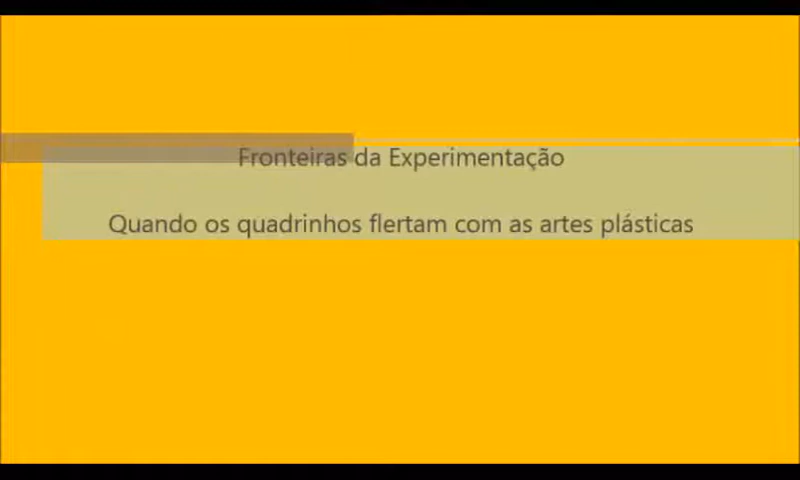 Fronteiras da Experimentação
Quando os quadrinhos flertam com as artes plásticas